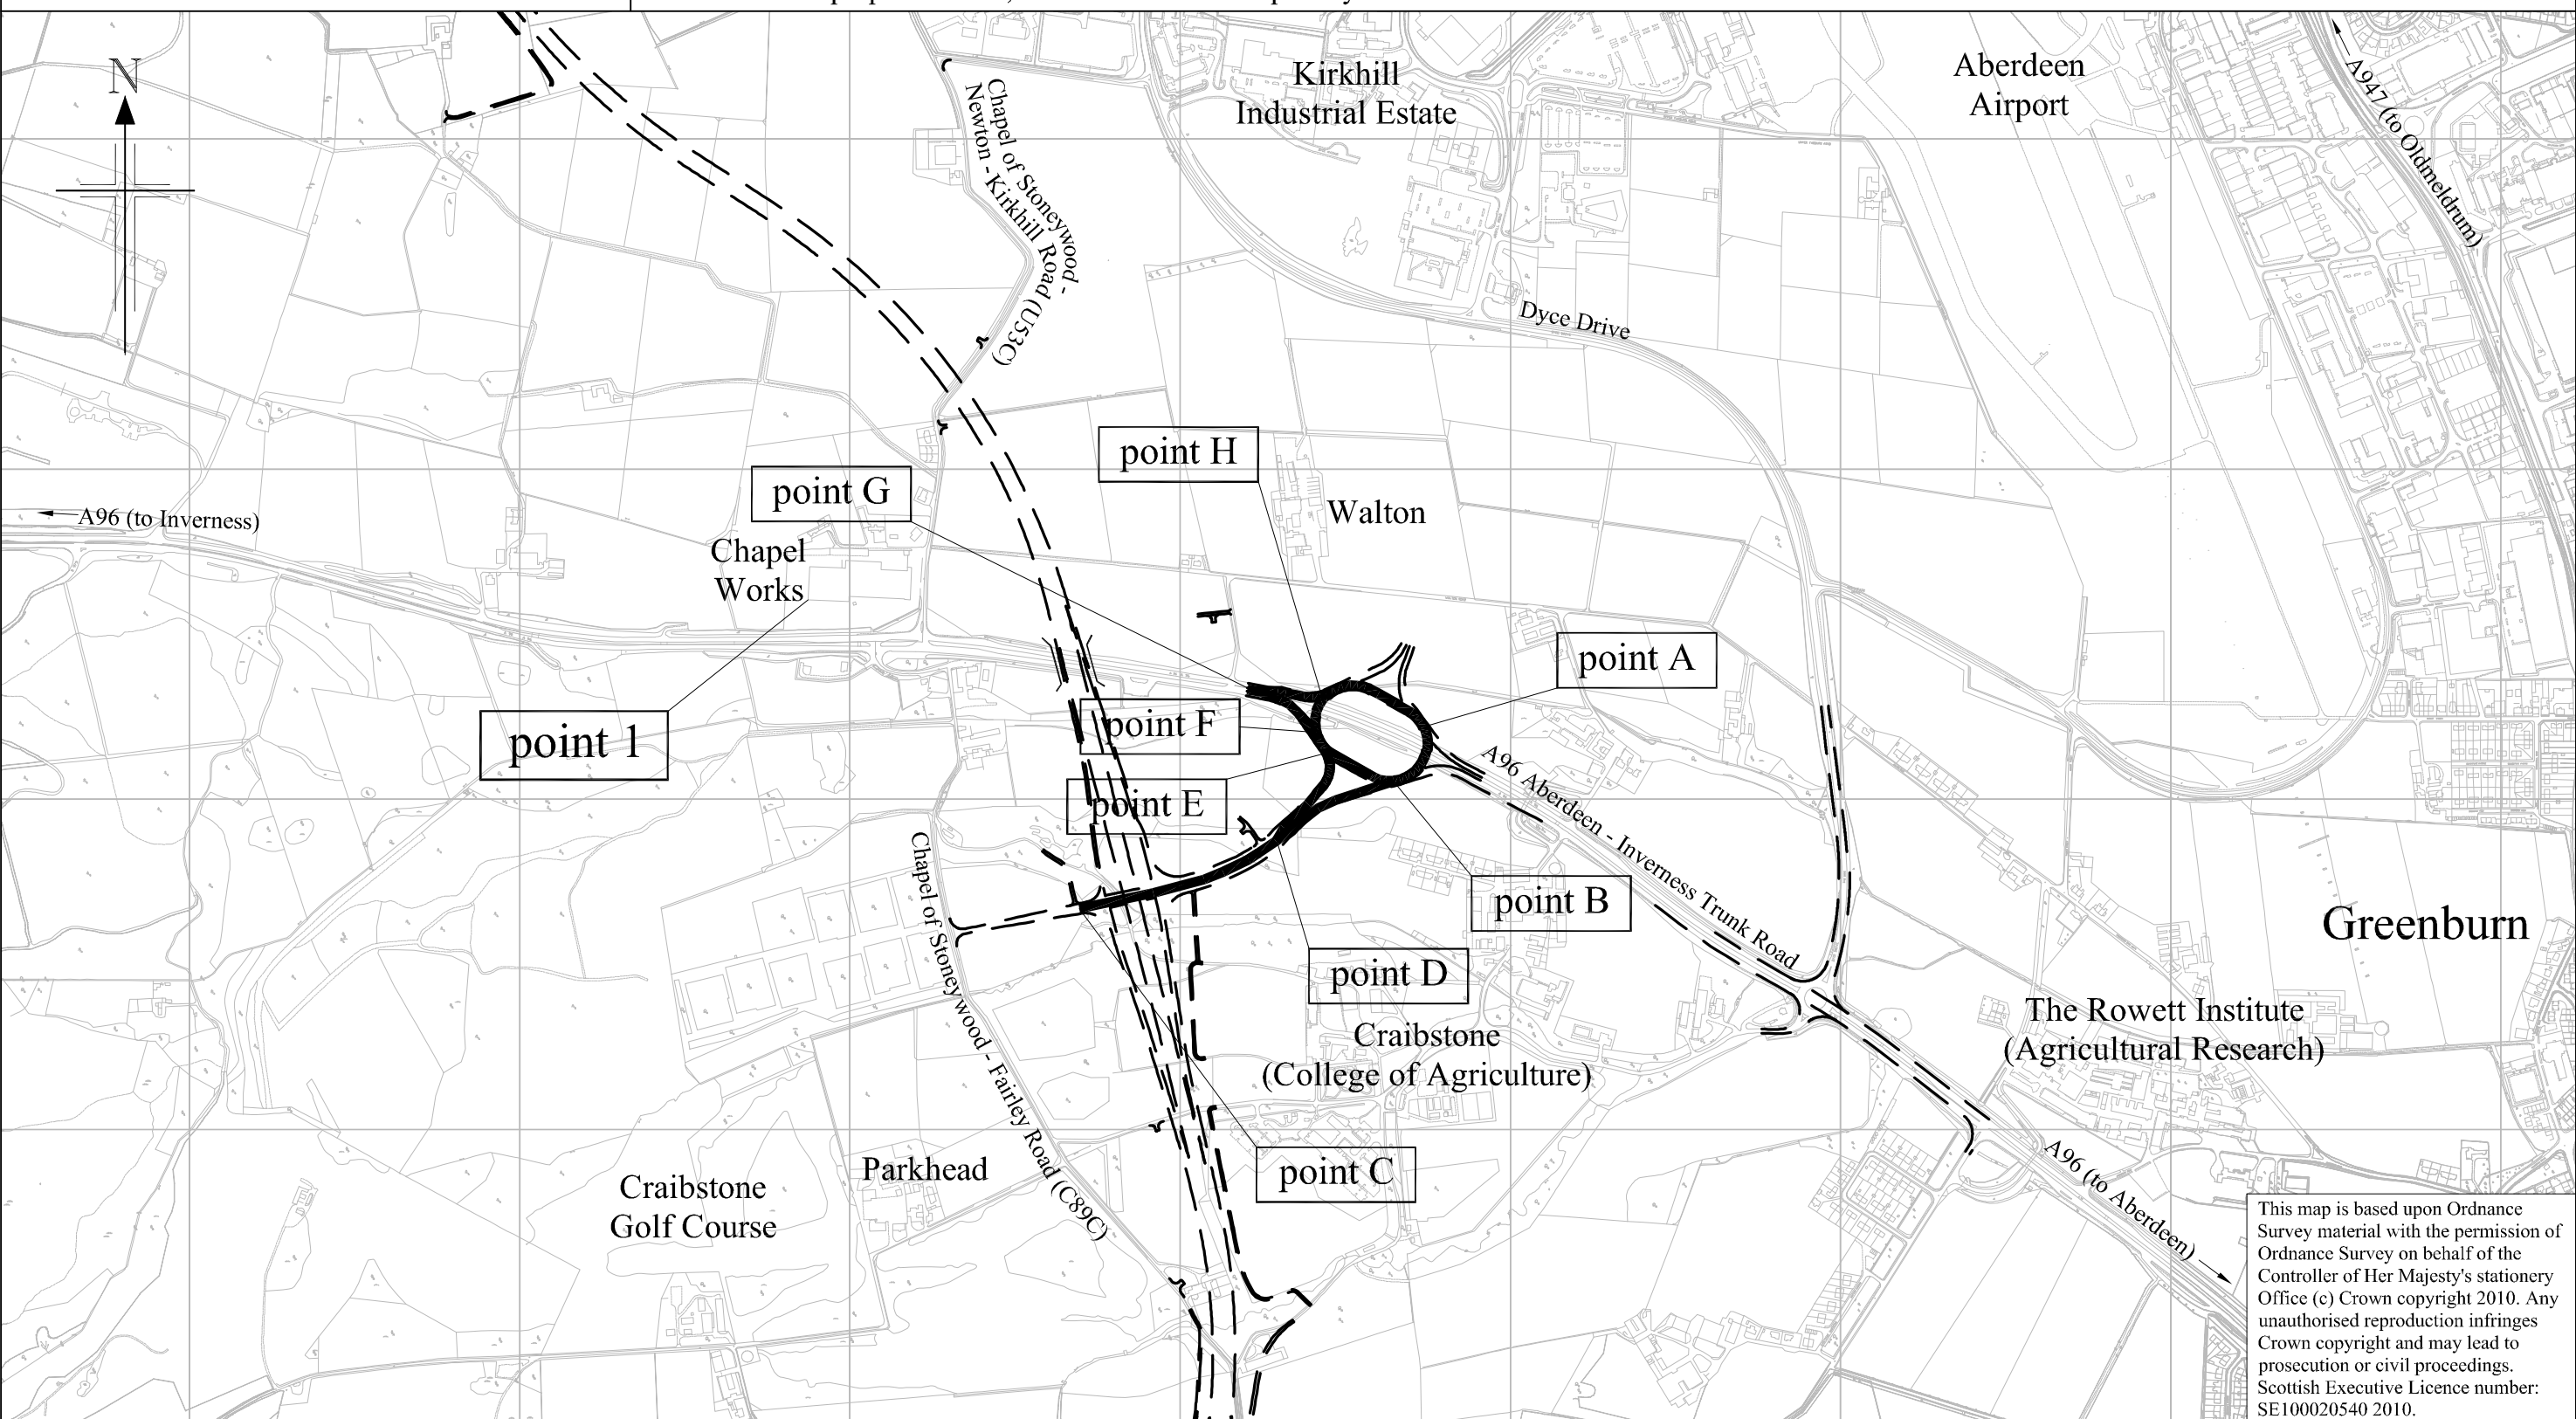 N
Kirkhill
Industrial Estate
Aberdeen
Airport
A947 (to Oldmeldrum)
Chapel of Stoneywood -
Newton - Kirkhill Road (U53C)
Dyce Drive
point H
point G
Walton
A96 (to Inverness)
Chapel
Works
point A
point F
point 1
point E
A96 Aberdeen - Inverness Trunk Road
Chapel of Stoneywood - Fairley Road (C89C)
point B
Greenburn
point D
The Rowett Institute
(Agricultural Research)
Craibstone
(College of Agriculture)
point C
Parkhead
Craibstone
Golf Course
A96 (to Aberdeen)
This map is based upon Ordnance
Survey material with the permission of
Ordnance Survey on behalf of the
Controller of Her Majesty's stationery
Office (c) Crown copyright 2010. Any
unauthorised reproduction infringes
Crown copyright and may lead to
prosecution or civil proceedings.
Scottish Executive Licence number:
SE100020540 2010.